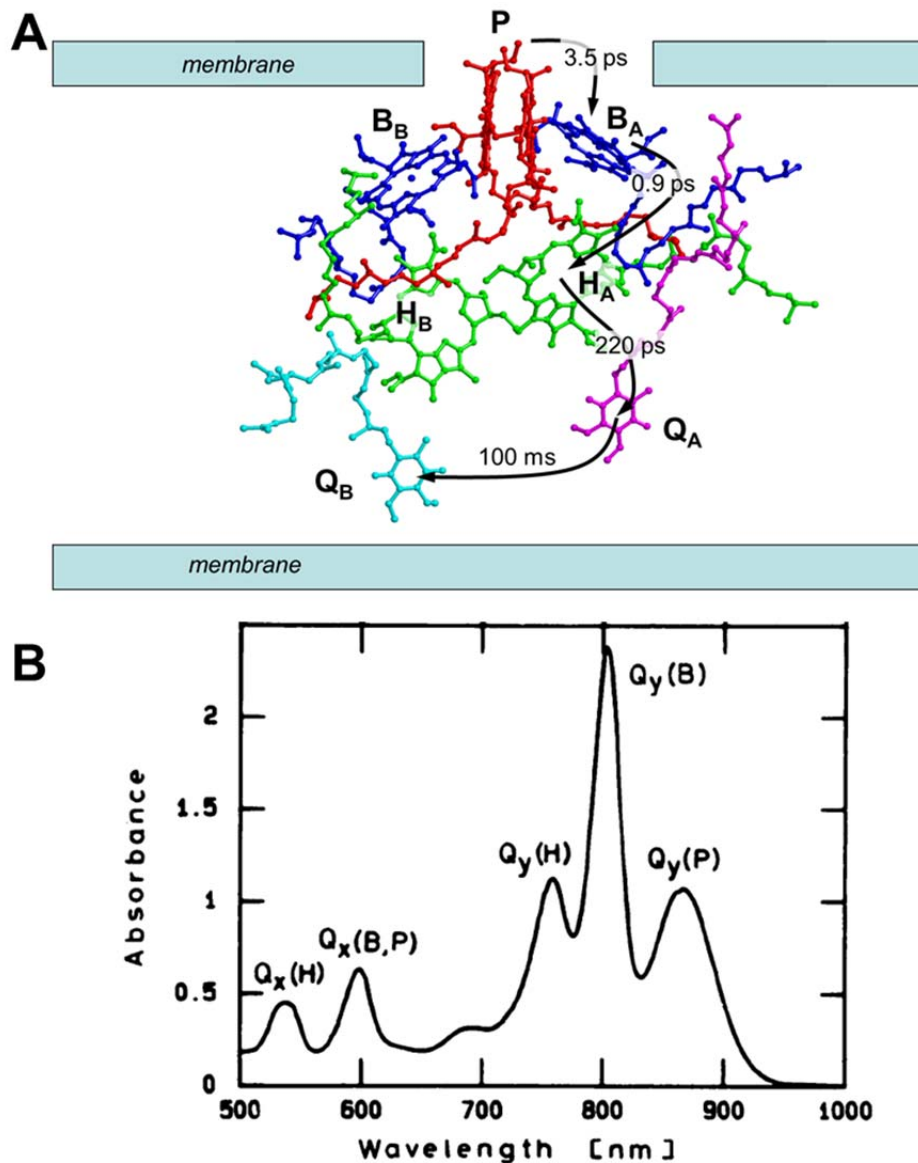 A
P
membrane
3.5 ps
B_B
B_A
0.9 ps
H_A
H_B
220 ps
Q_A
100 ms
Q_B
membrane
B
Q_y(B)
2
Absorbance
1.5
Q_y(H)
Q_y(P)
1
Q_x(B,P)
Q_x(H)
0.5
0
500 600 700 800 900 1000
Wavelength [nm]